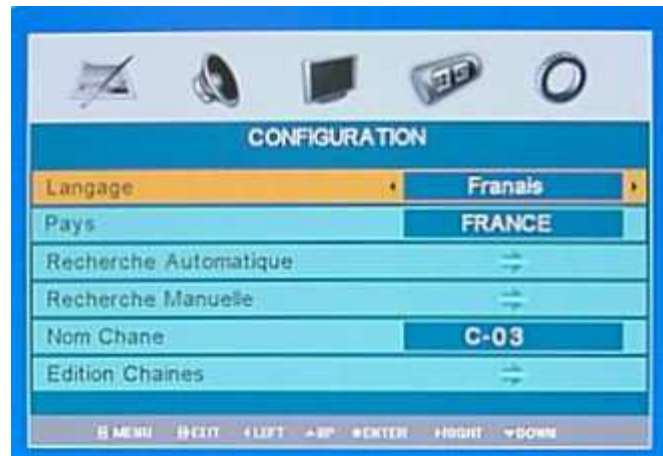 CONFIGURATION
Langage Franais
Pays FRANCE
Recherche Automatique
Recherche Manuelle
Nom Chane C-03
Edition Chaines
MENU EXIT LEFT UP ENTER RIGHT DOWN